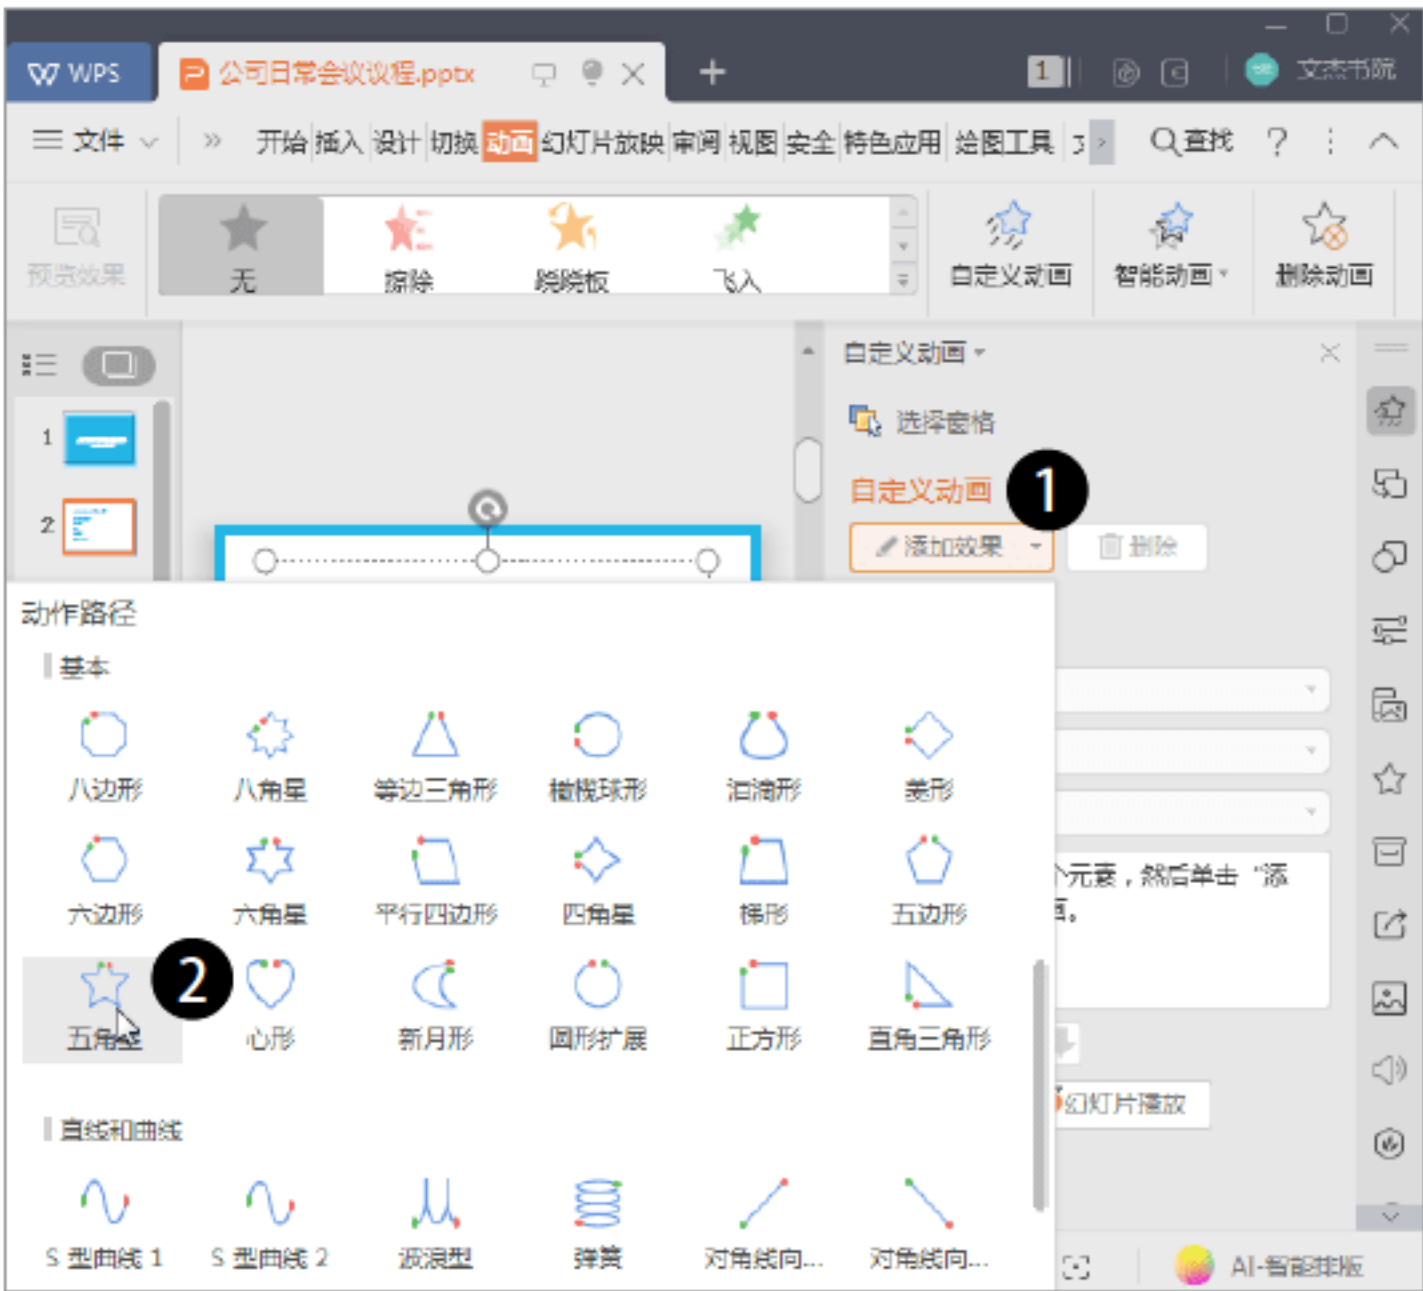 WPS 公司日常会议议程.pptx 1 文杰书院
文件 开始 插入 设计 切换 动画 幻灯片放映 审阅 视图 安全 特色应用 绘图工具 查找
预览效果 无 擦除 跷跷板 飞入 自定义动画 智能动画 删除动画
自定义动画
选择窗格
自定义动画 1
添加效果 删除
1
2
动作路径
基本
八边形 八角星 等边三角形 橄榄球形 泪滴形 菱形
六边形 六角星 平行四边形 四角星 梯形 五边形
个元素，然后单击“添
画。
2
五角星 心形 新月形 圆形扩展 正方形 直角三角形
幻灯片播放
直线和曲线
S 型曲线 1 S 型曲线 2 波浪型 弹簧 对角线向... 对角线向...
AI-智能排版